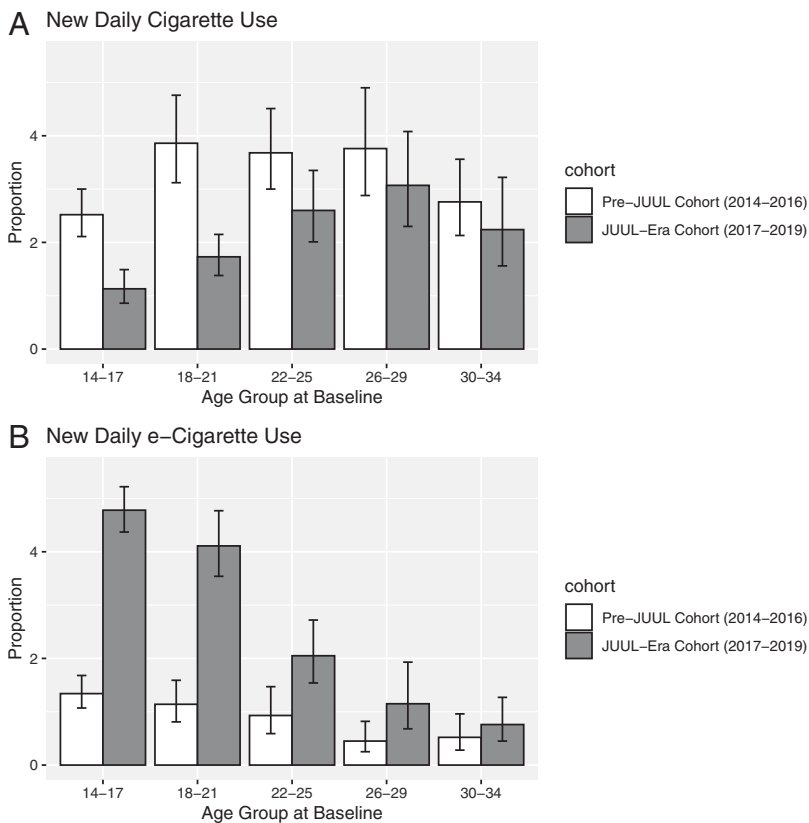 A New Daily Cigarette Use
Proportion
4
2
0
14–17 18–21 22–25 26–29 30–34
Age Group at Baseline
cohort
Pre–JUUL Cohort (2014–2016)
JUUL–Era Cohort (2017–2019)
B New Daily e–Cigarette Use
Proportion
4
2
0
14–17 18–21 22–25 26–29 30–34
Age Group at Baseline
cohort
Pre–JUUL Cohort (2014–2016)
JUUL–Era Cohort (2017–2019)